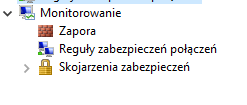 Monitorowanie
Zapora
Reguły zabezpieczeń połączeń
Skojarzenia zabezpieczeń